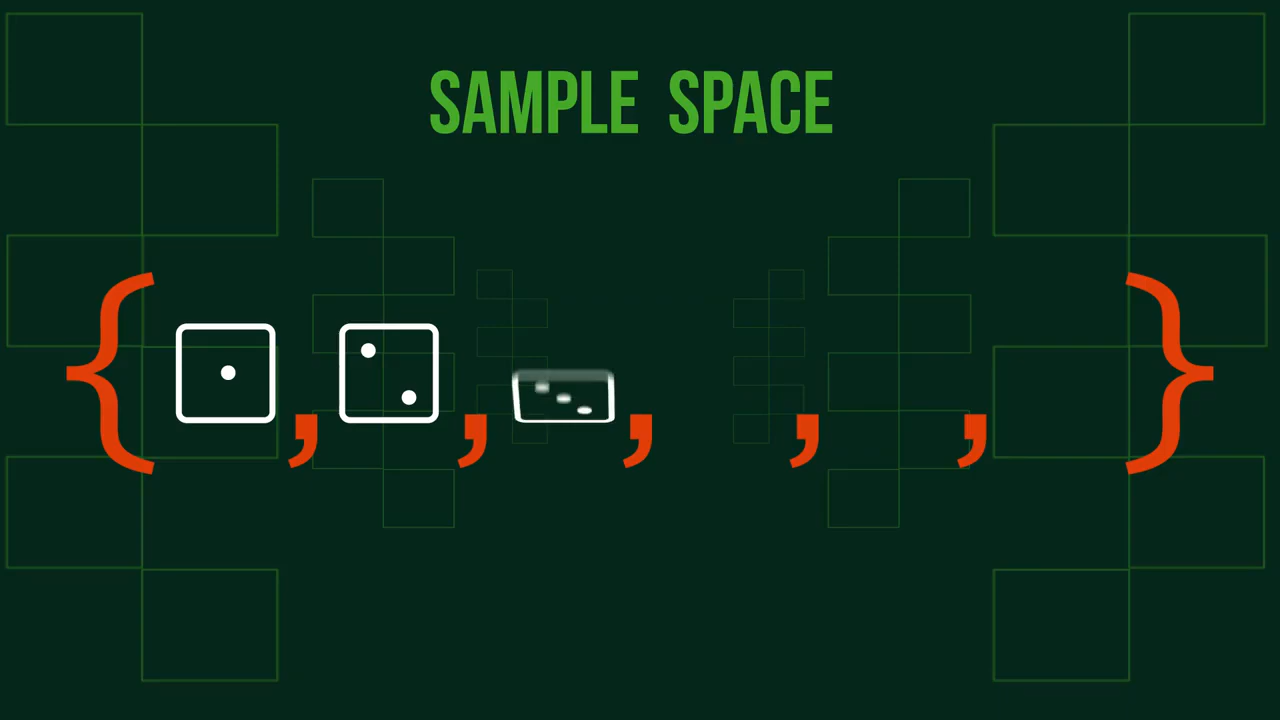 SAMPLE SPACE
{ , , , , , }